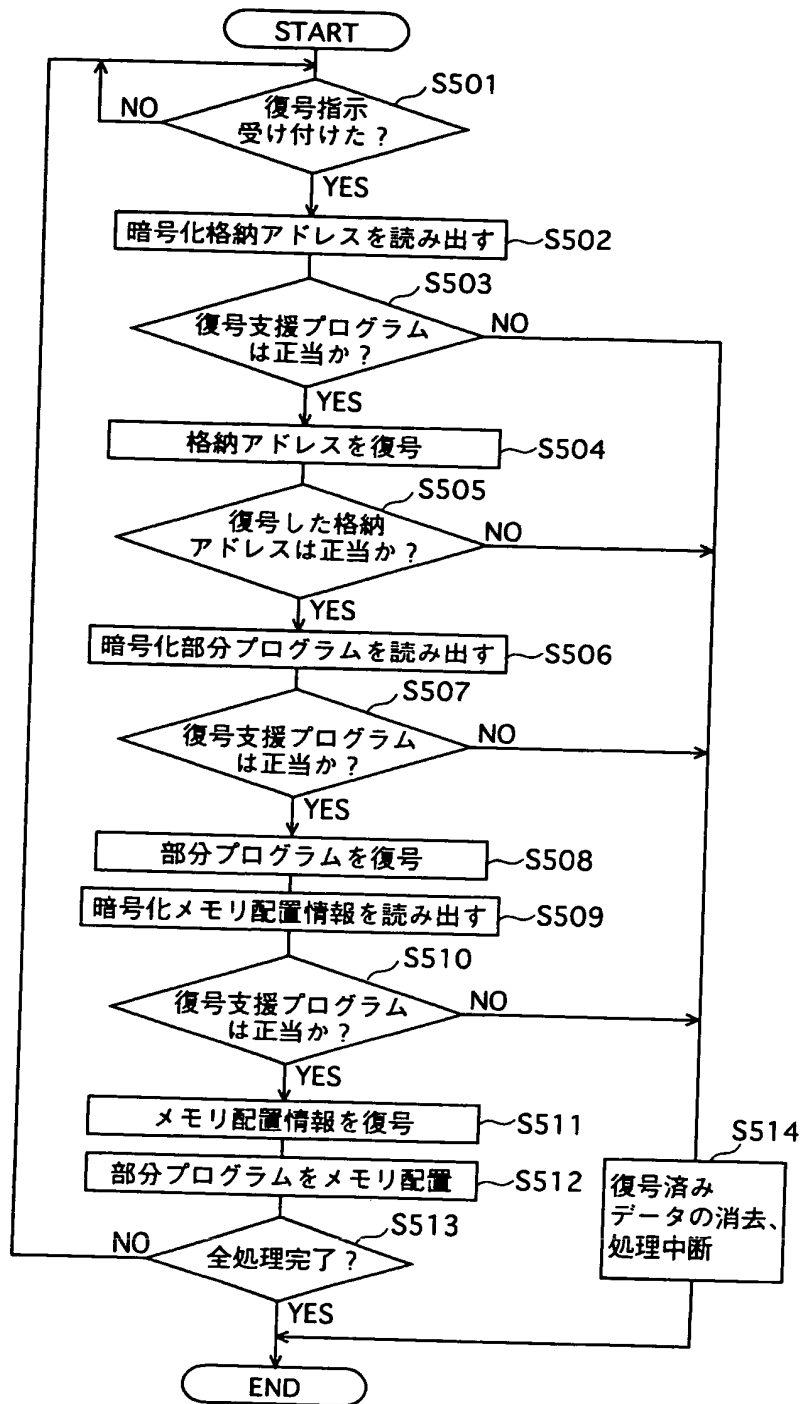 START
S501
NO
復号指示
受け付けた？
YES
暗号化格納アドレスを読み出す
S502
S503
復号支援プログラム
は正当か？
NO
YES
格納アドレスを復号
S504
S505
復号した格納
アドレスは正当か？
NO
YES
暗号化部分プログラムを読み出す
S506
S507
復号支援プログラム
は正当か？
NO
YES
部分プログラムを復号
S508
暗号化メモリ配置情報を読み出す
S509
S510
復号支援プログラム
は正当か？
NO
YES
メモリ配置情報を復号
S511
部分プログラムをメモリ配置
S512
S513
NO
全処理完了？
YES
S514
復号済み
データの消去、
処理中断
END